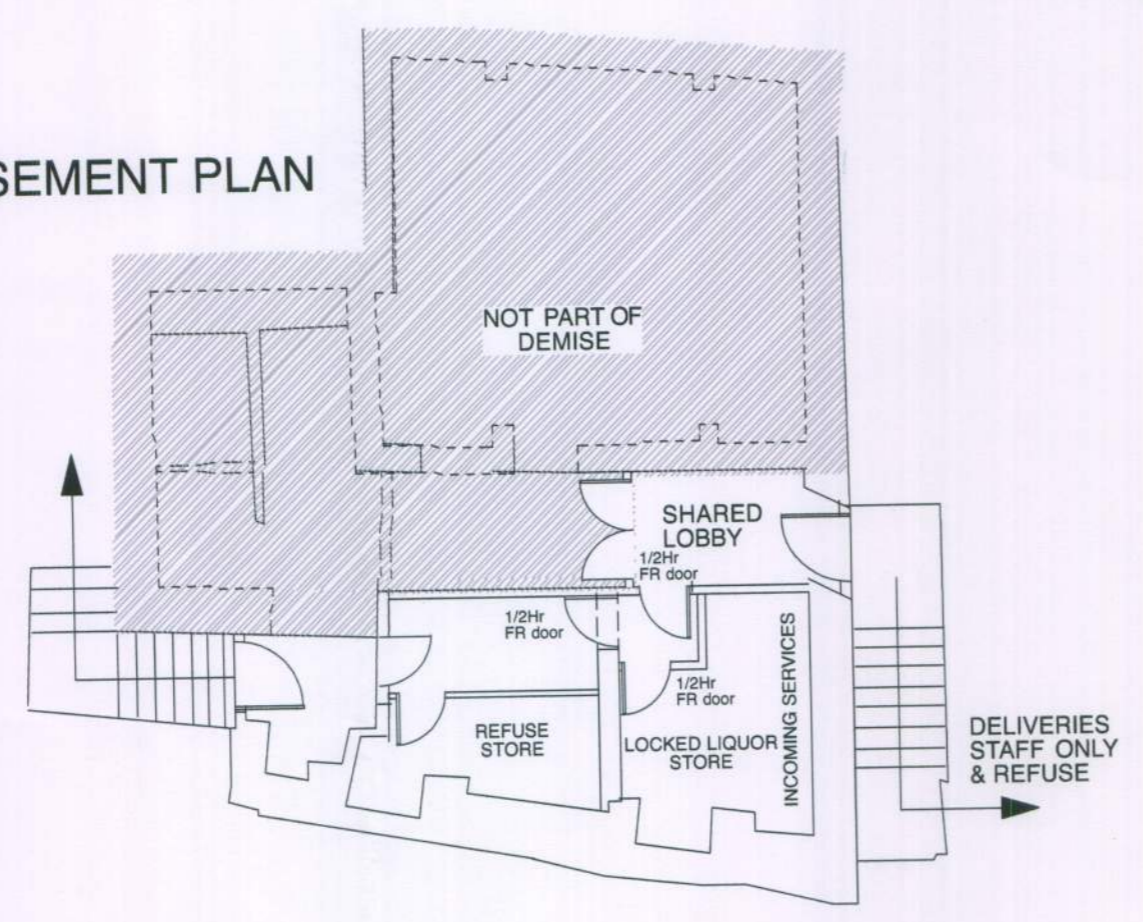 SEMENT PLAN
NOT PART OF
DEMISE
SHARED
LOBBY
1/2Hr
FR door
1/2Hr
FR door
1/2Hr
FR door
REFUSE
STORE
LOCKED LIQUOR
STORE
INCOMING SERVICES
DELIVERIES
STAFF ONLY
& REFUSE